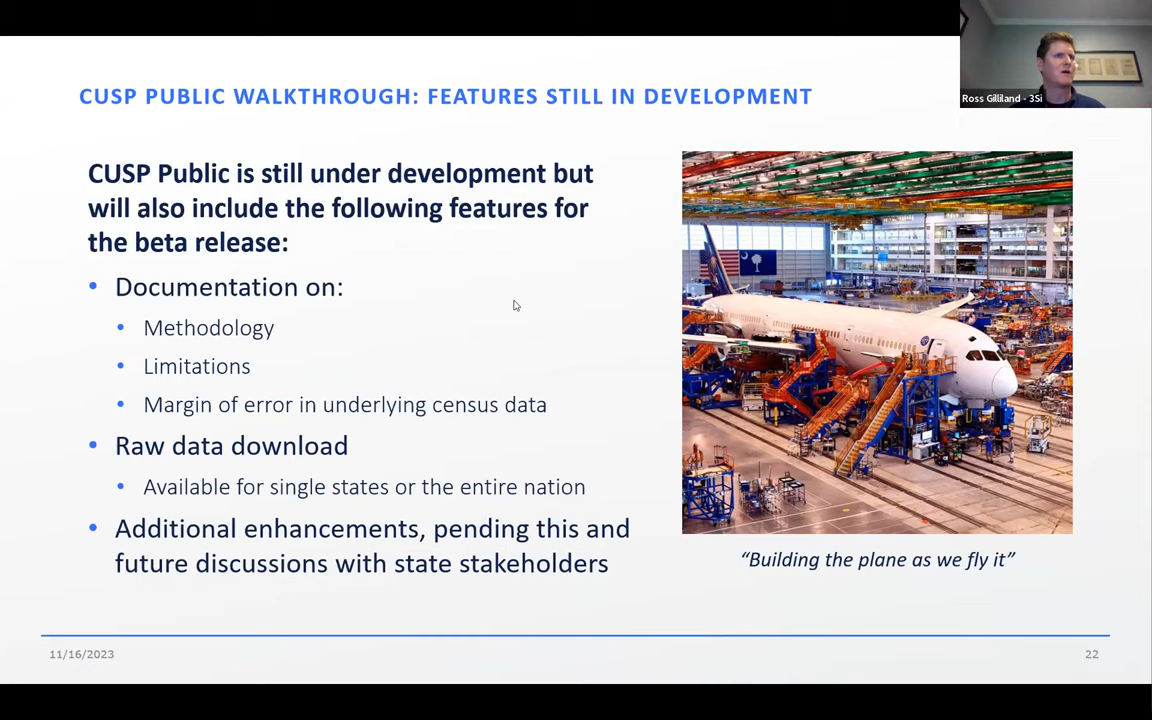 CUSP PUBLIC WALKTHROUGH: FEATURES STILL IN DEVELOPMENT
Ross Gilliland - 3Si
CUSP Public is still under development but
will also include the following features for
the beta release:
• Documentation on:
• Methodology
• Limitations
• Margin of error in underlying census data
• Raw data download
• Available for single states or the entire nation
• Additional enhancements, pending this and
future discussions with state stakeholders
“Building the plane as we fly it”
11/16/2023
22